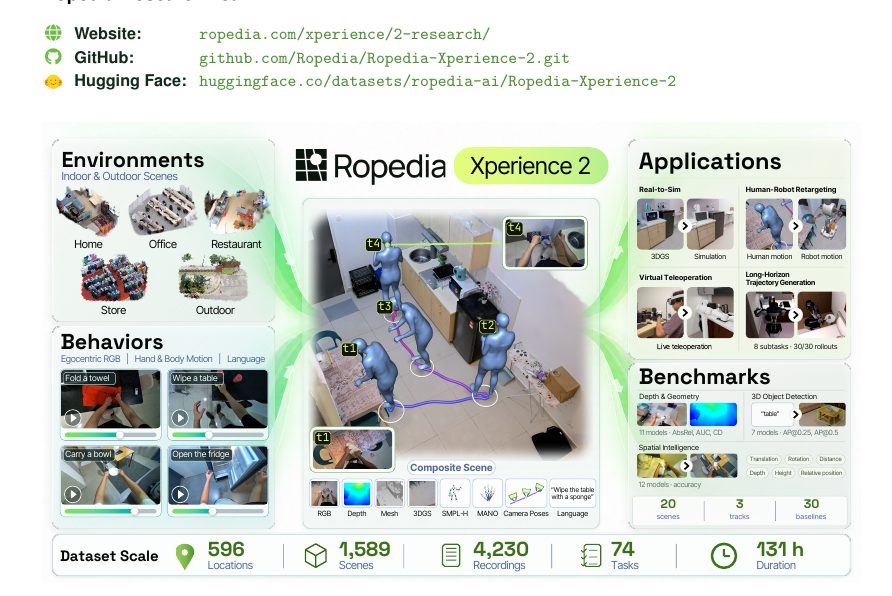 Website: ropedia.com/xperience/2-research/
GitHub: github.com/Ropedia/Ropedia-Xperience-2.git
Hugging Face: huggingface.co/datasets/ropedia-ai/Ropedia-Xperience-2
Environments
Indoor & Outdoor Scenes
Home
Office
Restaurant
Store
Outdoor
Behaviors
Egocentric RGB | Hand & Body Motion | Language
Fold a towel
Wipe a table
Carry a bowl
Open the fridge
Ropedia
Xperience 2
t4
t4
t3
t2
t1
t1
Composite Scene
RGB
Depth
Mesh
3DGS
SMPL-H
MANO
Camera Poses
"Wipe the table
with a sponge"
Language
Applications
Real-to-Sim
3DGS
Simulation
Human-Robot Retargeting
Human motion
Robot motion
Virtual Teleoperation
Live teleoperation
Long-Horizon
Trajectory Generation
8 subtasks · 30/30 rollouts
Benchmarks
Depth & Geometry
11 models · AbsRel, AUC, CD
3D Object Detection
"table"
7 models · AP@0.25, AP@0.5
Spatial Intelligence
12 models · accuracy
Translation
Rotation
Distance
Depth
Height
Relative position
20
scenes
3
tracks
30
baselines
Dataset Scale
596
Locations
1,589
Scenes
4,230
Recordings
74
Tasks
131 h
Duration